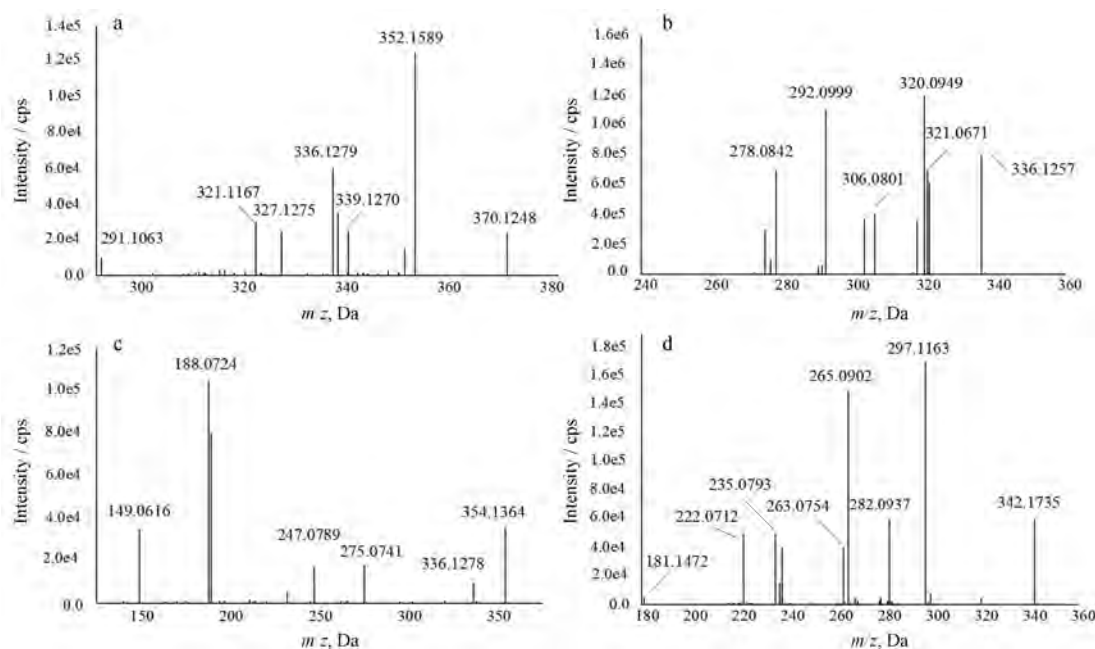 a
Intensity / cps
1.4e5
1.2e5
1.0e5
8.0e4
6.0e4
4.0e4
2.0e4
0.0
352.1589
336.1279
321.1167
327.1275
339.1270
370.1248
291.1063
300 320 340 360 380
m/z, Da
b
Intensity / cps
1.6e6
1.4e6
1.2e6
1.0e6
8.0e5
6.0e5
4.0e5
2.0e5
0.0e0
320.0949
292.0999
321.0671
278.0842
336.1257
306.0801
240 260 280 300 320 340 360
m/z, Da
c
Intensity / cps
1.2e5
1.0e5
8.0e4
6.0e4
4.0e4
2.0e4
0.0
188.0724
149.0616
354.1364
247.0789
275.0741
336.1278
150 200 250 300 350
m/z, Da
d
Intensity / cps
1.8e5
1.6e5
1.4e5
1.2e5
1.0e5
8.0e4
6.0e4
4.0e4
2.0e4
0.0
297.1163
265.0902
235.0793
263.0754
282.0937
222.0712
342.1735
181.1472
180 200 220 240 260 280 300 320 340 360
m/z, Da